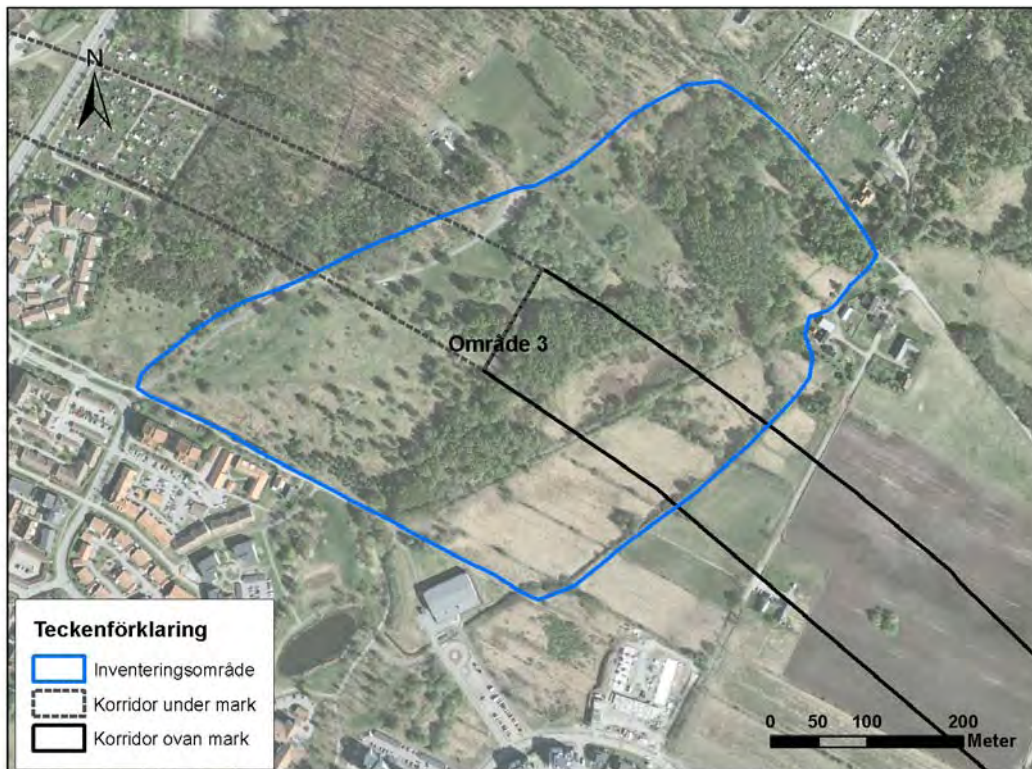 N
Område 3
Teckenförklaring
Inventeringsområde
Korridor under mark
Korridor ovan mark
0 50 100 200
Meter